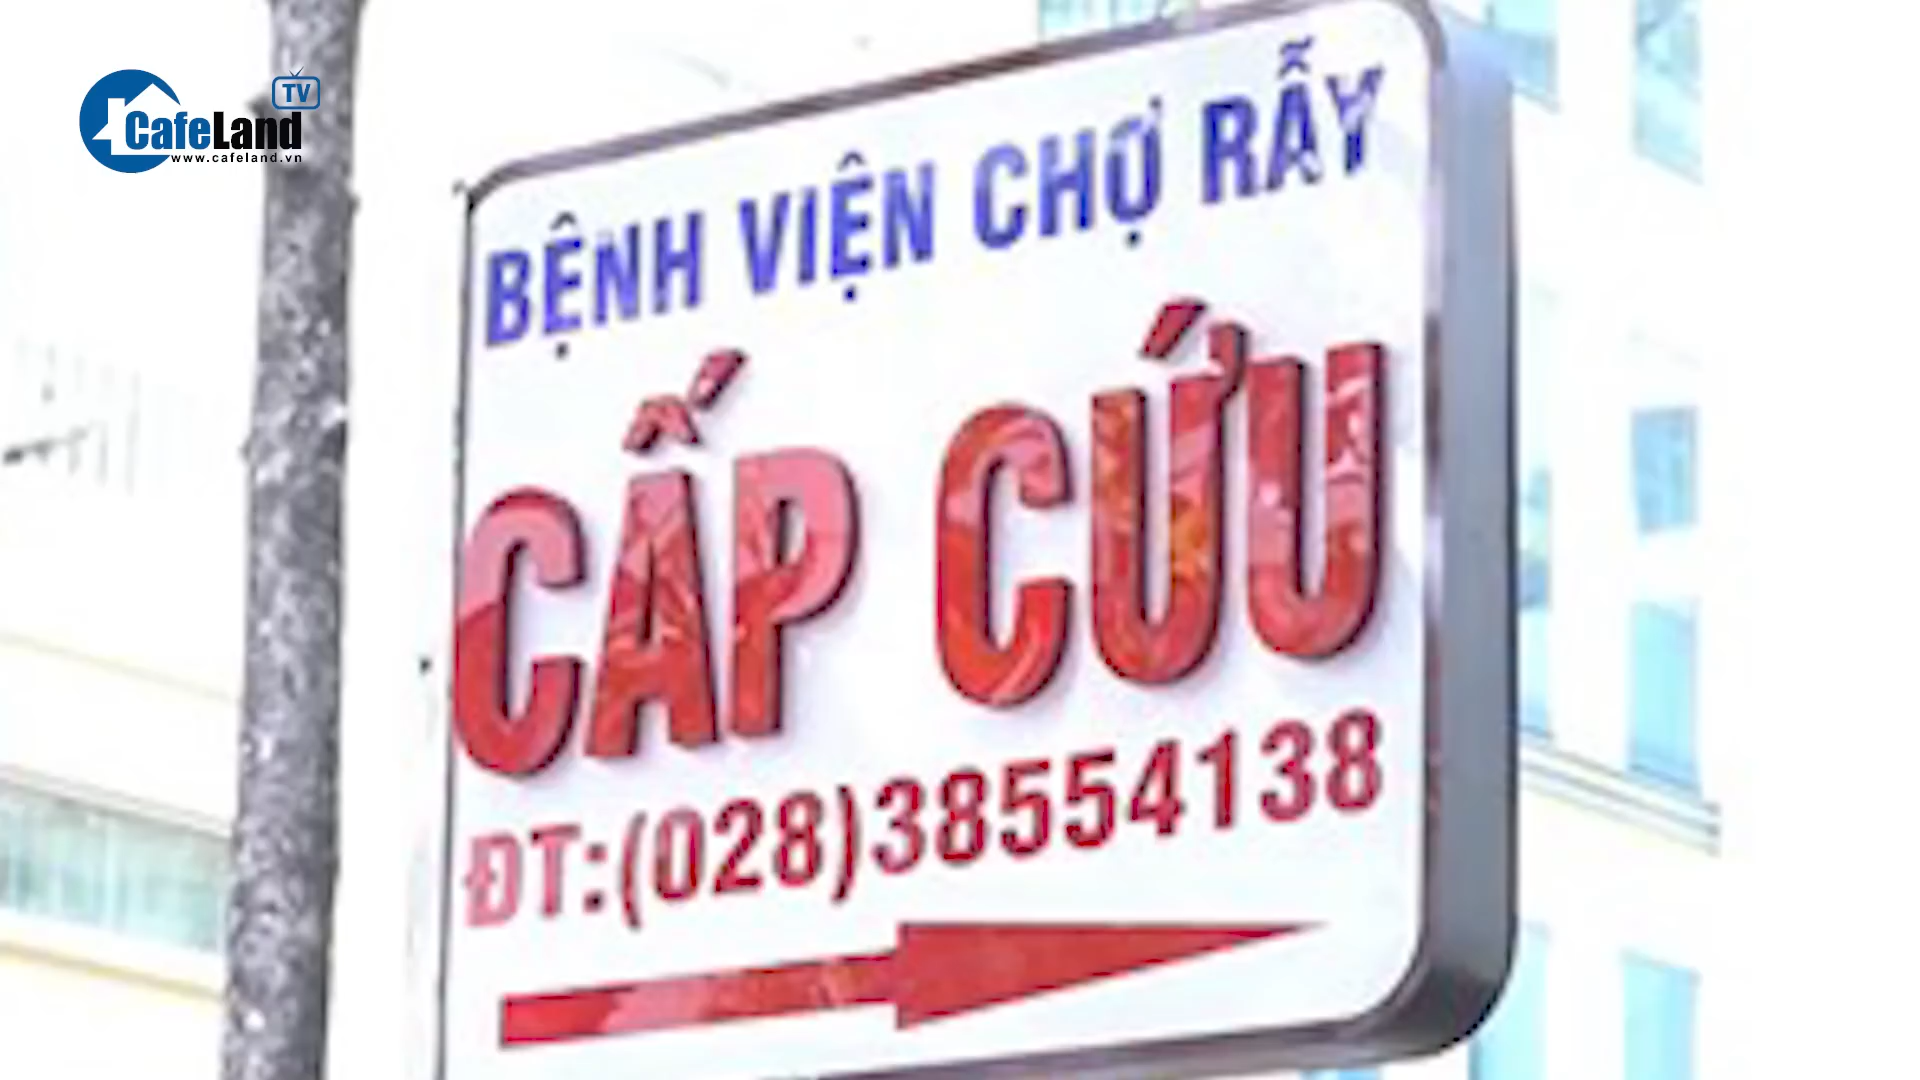 CafeLand TV
www.cafeland.vn
BỆNH VIỆN CHỢ RẪY
CẤP CỨU
ĐT:(028)38554138